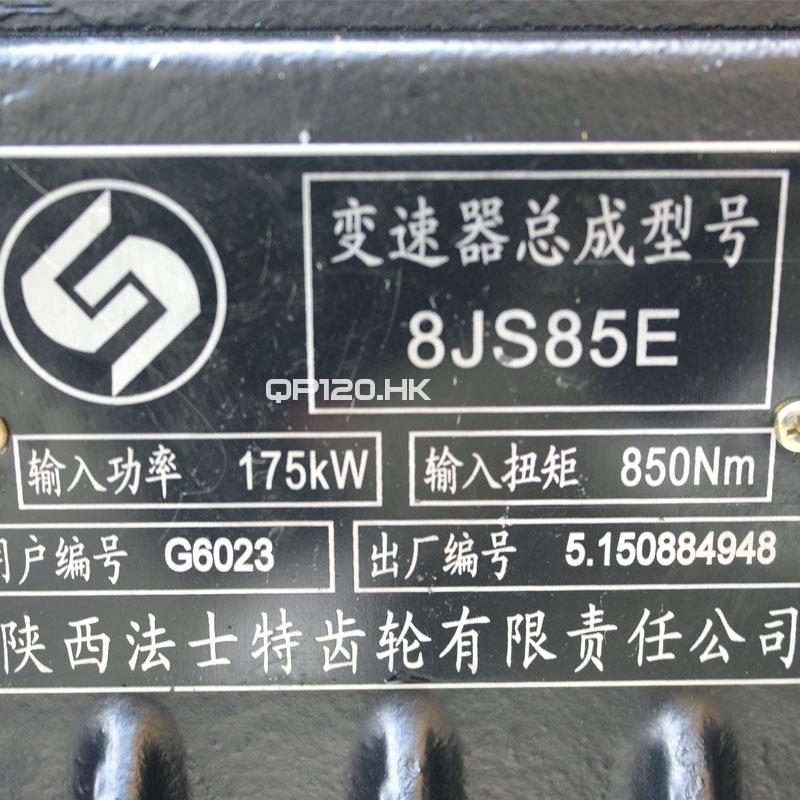 变速器总成型号
8JS85E
QP120.HK
输入功率 175kW 输入扭矩 850Nm
用户编号 G6023 出厂编号 5.150884948
陕西法士特齿轮有限责任公司